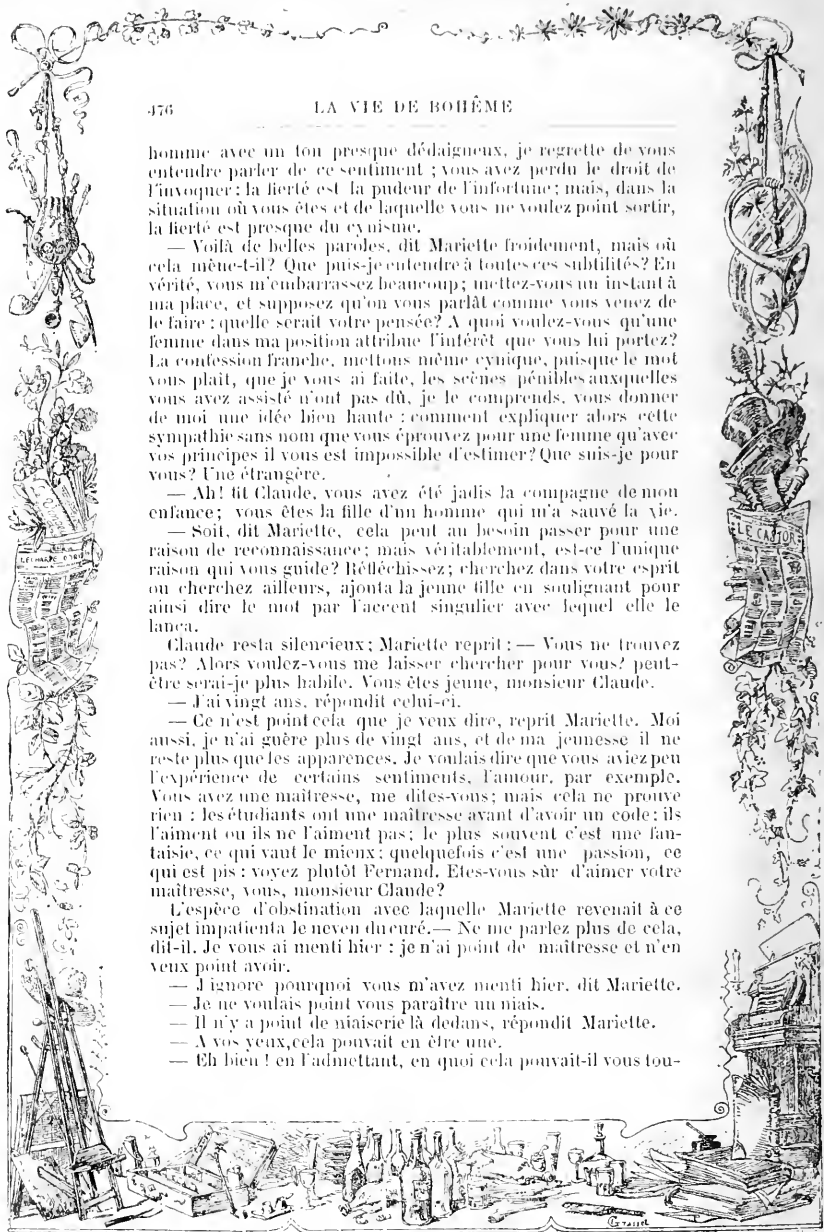 476
LA VIE DE BOHÊME
homme avec un ton presque dédaigneux, je regrette de vous
entendre parler de ce sentiment ; vous avez perdu le droit de
l'invoquer : la fierté est la pudeur de l'infortune; mais, dans la
situation où vous êtes et de laquelle vous ne voulez point sortir,
la fierté est presque du cynisme.
— Voilà de belles paroles, dit Mariette froidement, mais où
cela mène-t-il? Que puis-je entendre à toutes ces subtilités? En
vérité, vous m'embarrassez beaucoup; mettez-vous un instant à
ma place, et supposez qu'on vous parlât comme vous venez de
le faire : quelle serait votre pensée? A quoi voulez-vous qu'une
femme dans ma position attribue l'intérêt que vous lui portez?
La confession franche, mettons même cynique, puisque le mot
vous plait, que je vous ai faite, les scènes pénibles auxquelles
vous avez assisté n'ont pas dû, je le comprends, vous donner
de moi une idée bien haute : comment expliquer alors cette
sympathie sans nom que vous éprouvez pour une femme qu'avec
vos principes il vous est impossible d'estimer? Que suis-je pour
vous? Une étrangère.
— Ah! fit Claude, vous avez été jadis la compagne de mon
enfance; vous êtes la fille d'un homme qui m'a sauvé la vie.
— Soit, dit Mariette, cela peut au besoin passer pour une
raison de reconnaissance; mais véritablement, est-ce l'unique
raison qui vous guide? Réfléchissez; cherchez dans votre esprit
ou cherchez ailleurs, ajouta la jeune fille en soulignant pour
ainsi dire le mot par l'accent singulier avec lequel elle le
lança.
Claude resta silencieux; Mariette reprit : — Vous ne trouvez
pas? Alors voulez-vous me laisser chercher pour vous? peut-
être serai-je plus habile. Vous êtes jeune, monsieur Claude.
— J'ai vingt ans, répondit celui-ci.
— Ce n'est point cela que je veux dire, reprit Mariette. Moi
aussi, je n'ai guère plus de vingt ans, et de ma jeunesse il ne
reste plus que les apparences. Je voulais dire que vous aviez peu
l'expérience de certains sentiments, l'amour, par exemple.
Vous avez une maîtresse, me dites-vous; mais cela ne prouve
rien : les étudiants ont une maîtresse avant d'avoir un code; ils
l'aiment ou ils ne l'aiment pas; le plus souvent c'est une fan-
taisie, ce qui vaut le mieux; quelquefois c'est une passion, ce
qui est pis : voyez plutôt Fernand. Etes-vous sûr d'aimer votre
maîtresse, vous, monsieur Claude?
L'espèce d'obstination avec laquelle Mariette revenait à ce
sujet impatienta le neveu du curé. — Ne me parlez plus de cela,
dit-il. Je vous ai menti hier : je n'ai point de maîtresse et n'en
veux point avoir.
— J'ignore pourquoi vous m'avez menti hier, dit Mariette.
— Je ne voulais point vous paraître un niais.
— Il n'y a point de niaiserie là dedans, répondit Mariette.
— A vos yeux, cela pouvait en être une.
— Eh bien ! en l'admettant, en quoi cela pouvait-il vous tou-
LE CASTOR
Grasset